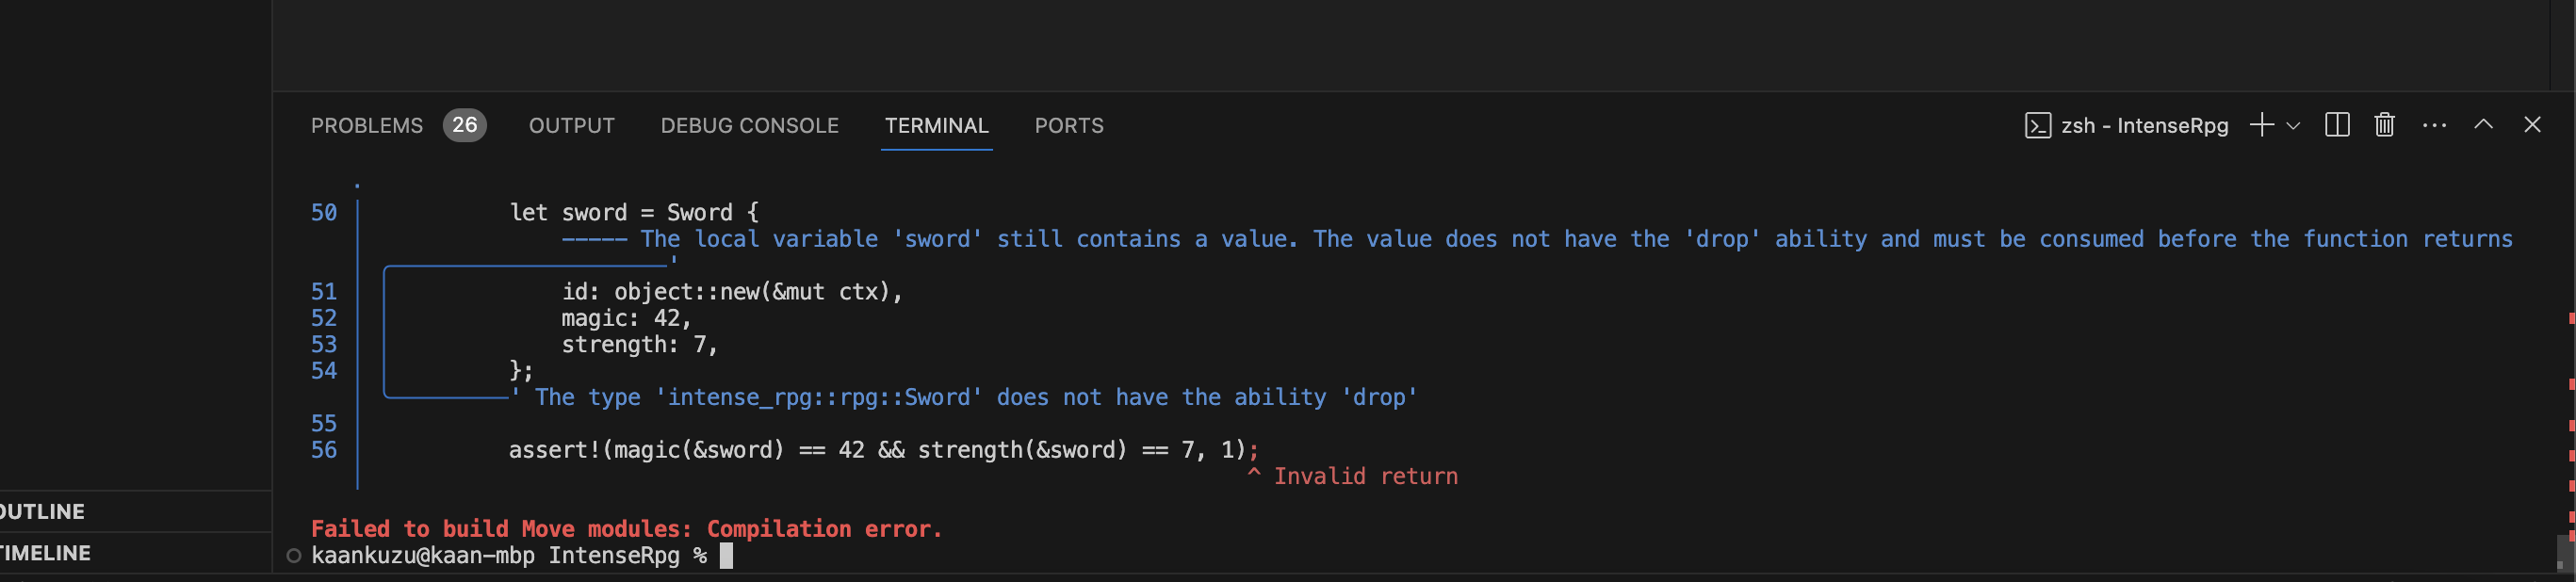 PROBLEMS 26 OUTPUT DEBUG CONSOLE TERMINAL PORTS zsh - IntenseRpg
50 let sword = Sword {
----- The local variable 'sword' still contains a value. The value does not have the 'drop' ability and must be consumed before the function returns
51 id: object::new(&mut ctx),
52 magic: 42,
53 strength: 7,
54 };
' The type 'intense_rpg::rpg::Sword' does not have the ability 'drop'
55
56 assert!(magic(&sword) == 42 && strength(&sword) == 7, 1);
^ Invalid return
Failed to build Move modules: Compilation error.
kaankuzu@kaan-mbp IntenseRpg %
OUTLINE
TIMELINE